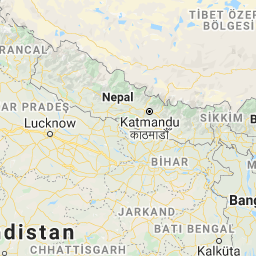 TİBET ÖZER
BÖLGESİ
RANCAL
Nepal
Katmandu
काठमाडौँ
AR PRADEŞ
SİKKİM
B
Lucknow
BİHAR
JARKAND
Bang
distan
BATI BENGAL
CHHATTİSGARH
Kalküta